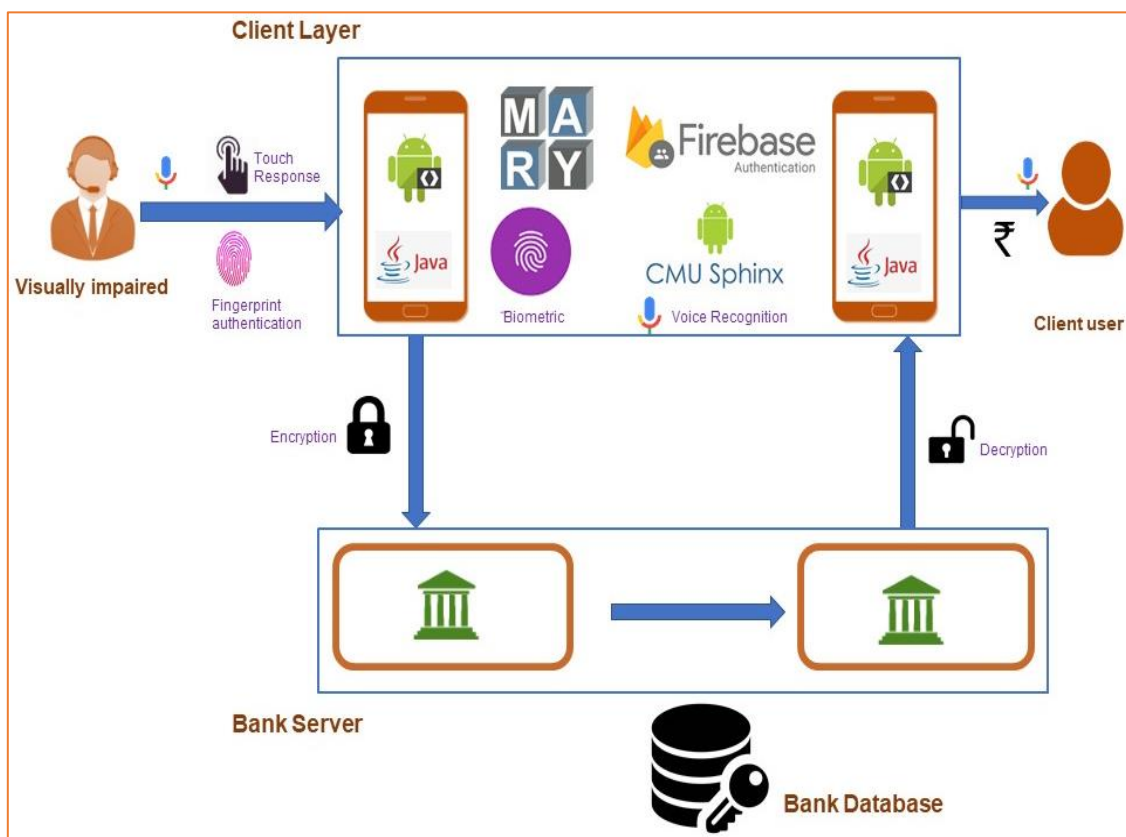 Client Layer
M A
R Y
Firebase
Authentication
Touch
Response
Java
CMU Sphinx
Java
₹
Visually impaired
Fingerprint
authentication
Biometric
Voice Recognition
Client user
Encryption
Decryption
Bank Server
Bank Database